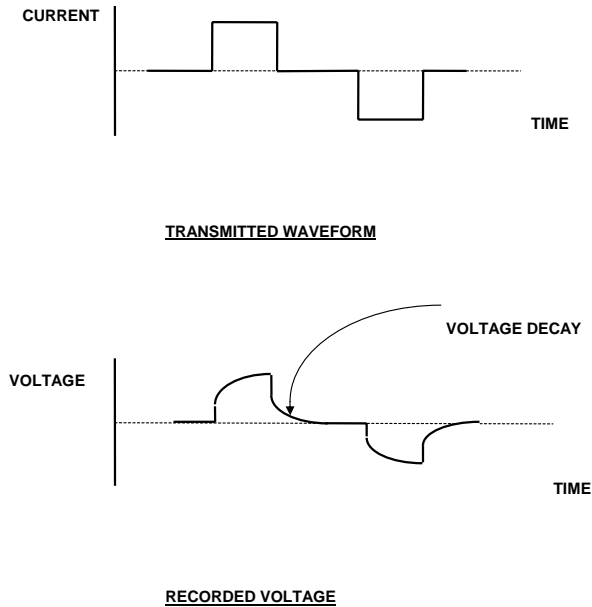 CURRENT
TIME
TRANSMITTED WAVEFORM
VOLTAGE DECAY
VOLTAGE
TIME
RECORDED VOLTAGE